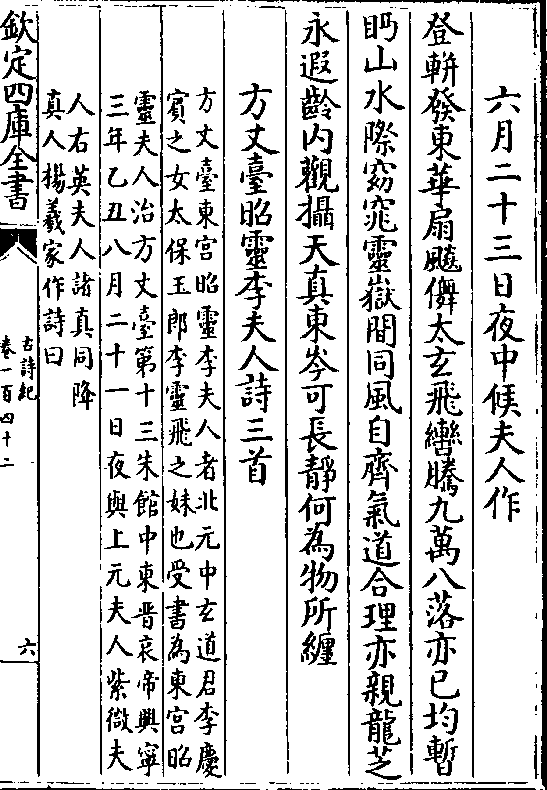 六月二十三日夜中候夫人作
登軿發東華扇飈儛太玄飛轡騰九萬八落亦已均暫
眄山水際窈窕靈嶽間同風自齊氣道合理亦親龍芝
永遐齡内觀攝天真東岑可長靜何為物所纏
方丈臺昭靈李夫人詩三首
方丈臺東宫昭靈李夫人者北元中玄道君李慶
賓之女太保玉郎李靈飛之妹也受書為東宫昭
靈夫人治方丈臺第十三朱館中東晉哀帝興寧
三年乙丑八月二十一日夜與上元夫人紫微夫
人右英夫人諸真同降
真人楊羲家作詩曰
欽定四庫全書
古詩紀
卷一百四十二
六